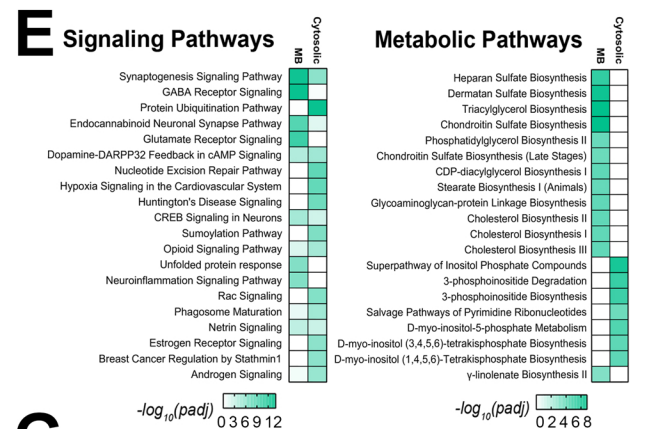 E
Signaling Pathways
MB
Cytosolic
Synaptogenesis Signaling Pathway
GABA Receptor Signaling
Protein Ubiquitination Pathway
Endocannabinoid Neuronal Synapse Pathway
Glutamate Receptor Signaling
Dopamine-DARPP32 Feedback in cAMP Signaling
Nucleotide Excision Repair Pathway
Hypoxia Signaling in the Cardiovascular System
Huntington's Disease Signaling
CREB Signaling in Neurons
Sumoylation Pathway
Opioid Signaling Pathway
Unfolded protein response
Neuroinflammation Signaling Pathway
Rac Signaling
Phagosome Maturation
Netrin Signaling
Estrogen Receptor Signaling
Breast Cancer Regulation by Stathmin1
Androgen Signaling
-log10(padj)
0 3 6 9 12
Metabolic Pathways
MB
Cytosolic
Heparan Sulfate Biosynthesis
Dermatan Sulfate Biosynthesis
Triacylglycerol Biosynthesis
Chondroitin Sulfate Biosynthesis
Phosphatidylglycerol Biosynthesis II
Chondroitin Sulfate Biosynthesis (Late Stages)
CDP-diacylglycerol Biosynthesis I
Stearate Biosynthesis I (Animals)
Glycoaminoglycan-protein Linkage Biosynthesis
Cholesterol Biosynthesis II
Cholesterol Biosynthesis I
Cholesterol Biosynthesis III
Superpathway of Inositol Phosphate Compounds
3-phosphoinositide Degradation
3-phosphoinositide Biosynthesis
Salvage Pathways of Pyrimidine Ribonucleotides
D-myo-inositol-5-phosphate Metabolism
D-myo-inositol (3,4,5,6)-tetrakisphosphate Biosynthesis
D-myo-inositol (1,4,5,6)-Tetrakisphosphate Biosynthesis
γ-linolenate Biosynthesis II
-log10(padj)
0 2 4 6 8